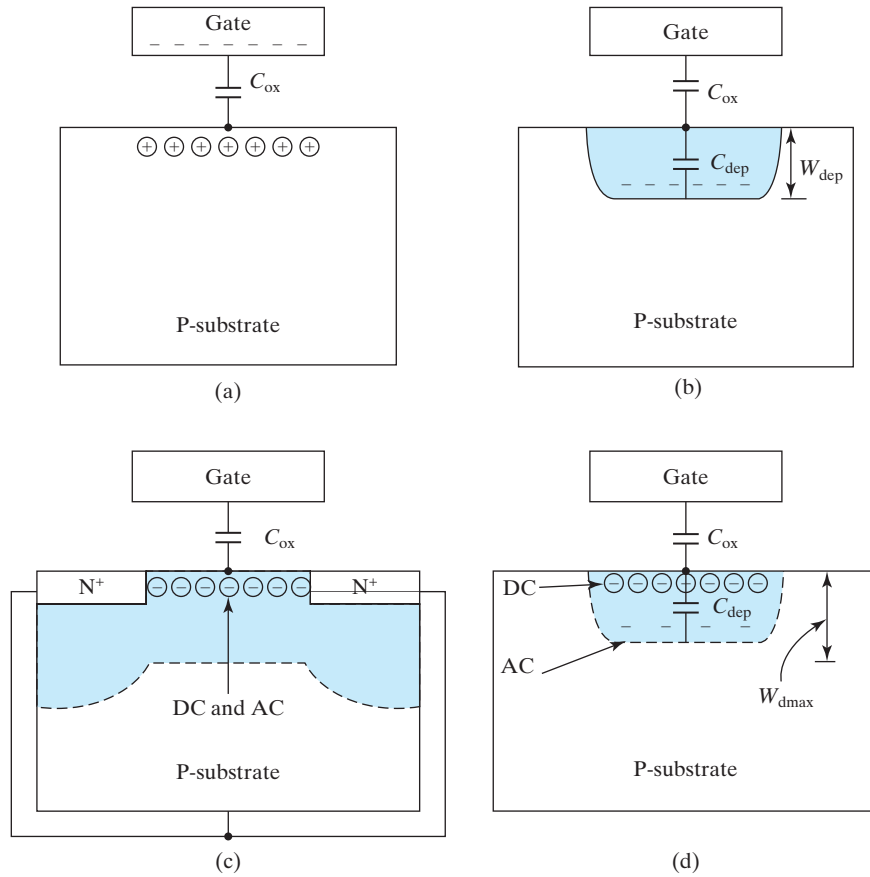 Gate
− − − − − −
C_ox
+ + + + + + +
P-substrate
(a)
Gate
C_ox
C_dep
W_dep
− − − − − −
P-substrate
(b)
Gate
C_ox
N⁺
− − − − − − −
N⁺
DC and AC
P-substrate
(c)
Gate
C_ox
DC
− − − − − − −
C_dep
− − − −
AC
W_dmax
P-substrate
(d)